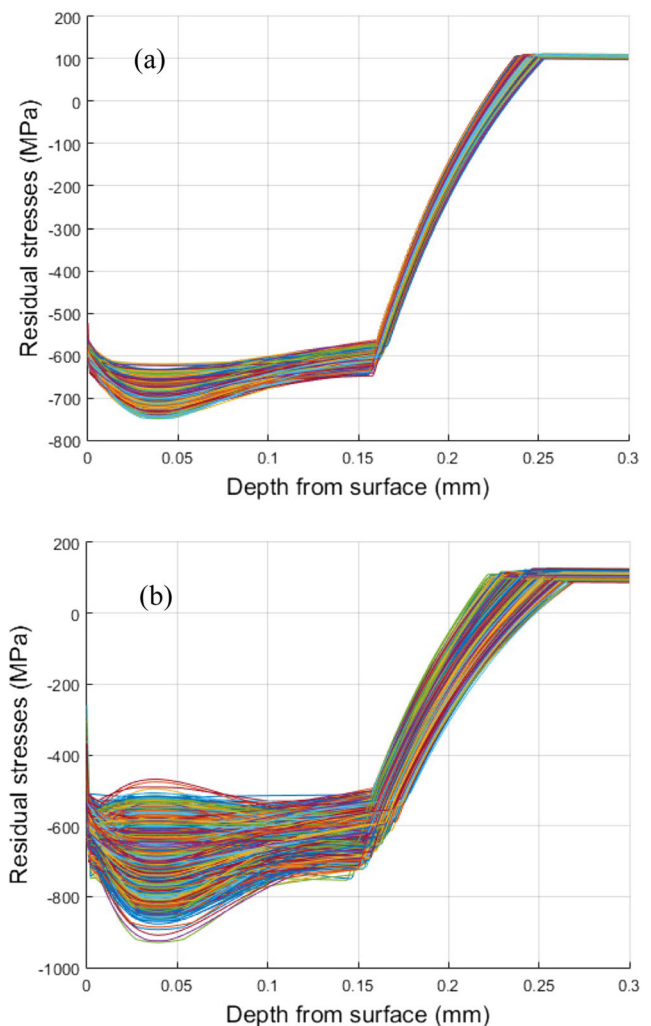 200
(a)
100
0
-100
-200
-300
-400
-500
-600
-700
-800
Residual stresses (MPa)
0 0.05 0.1 0.15 0.2 0.25 0.3
Depth from surface (mm)
200
(b)
0
-200
-400
-600
-800
-1000
Residual stresses (MPa)
0 0.05 0.1 0.15 0.2 0.25 0.3
Depth from surface (mm)